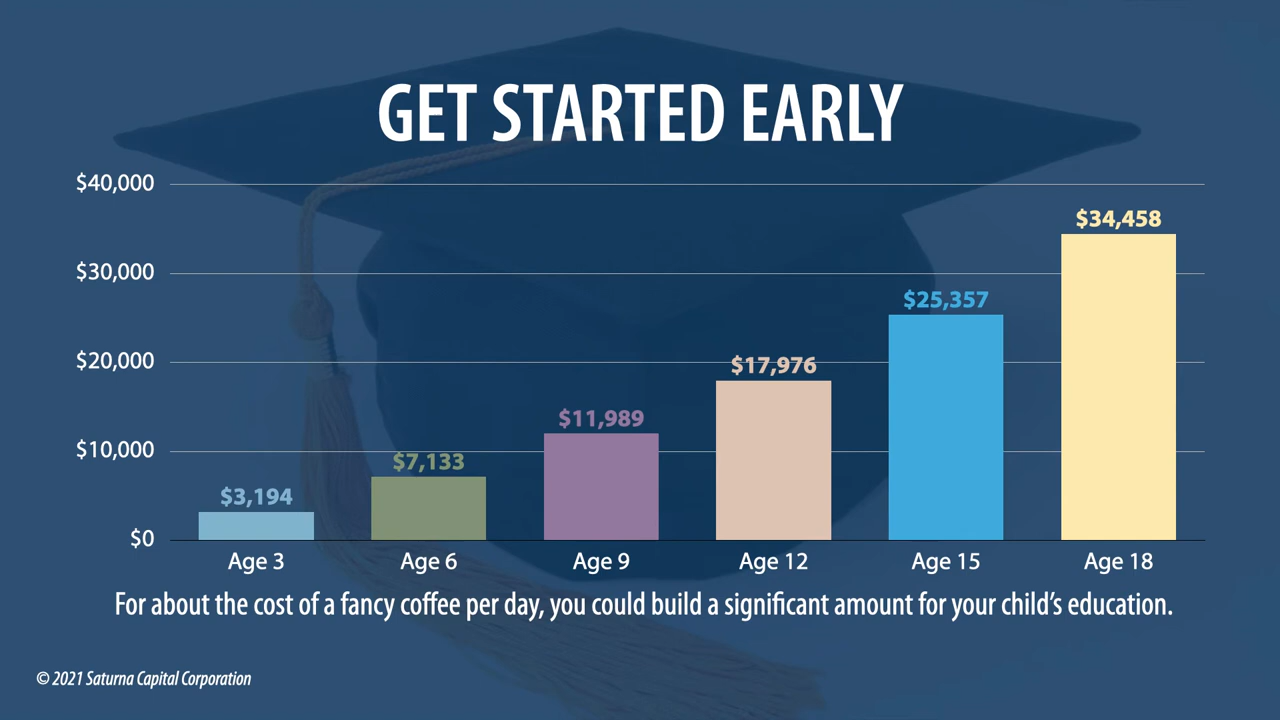 GET STARTED EARLY
$40,000
$34,458
$30,000
$25,357
$20,000
$17,976
$11,989
$10,000
$7,133
$3,194
$0
Age 3 Age 6 Age 9 Age 12 Age 15 Age 18
For about the cost of a fancy coffee per day, you could build a significant amount for your child’s education.
© 2021 Saturna Capital Corporation